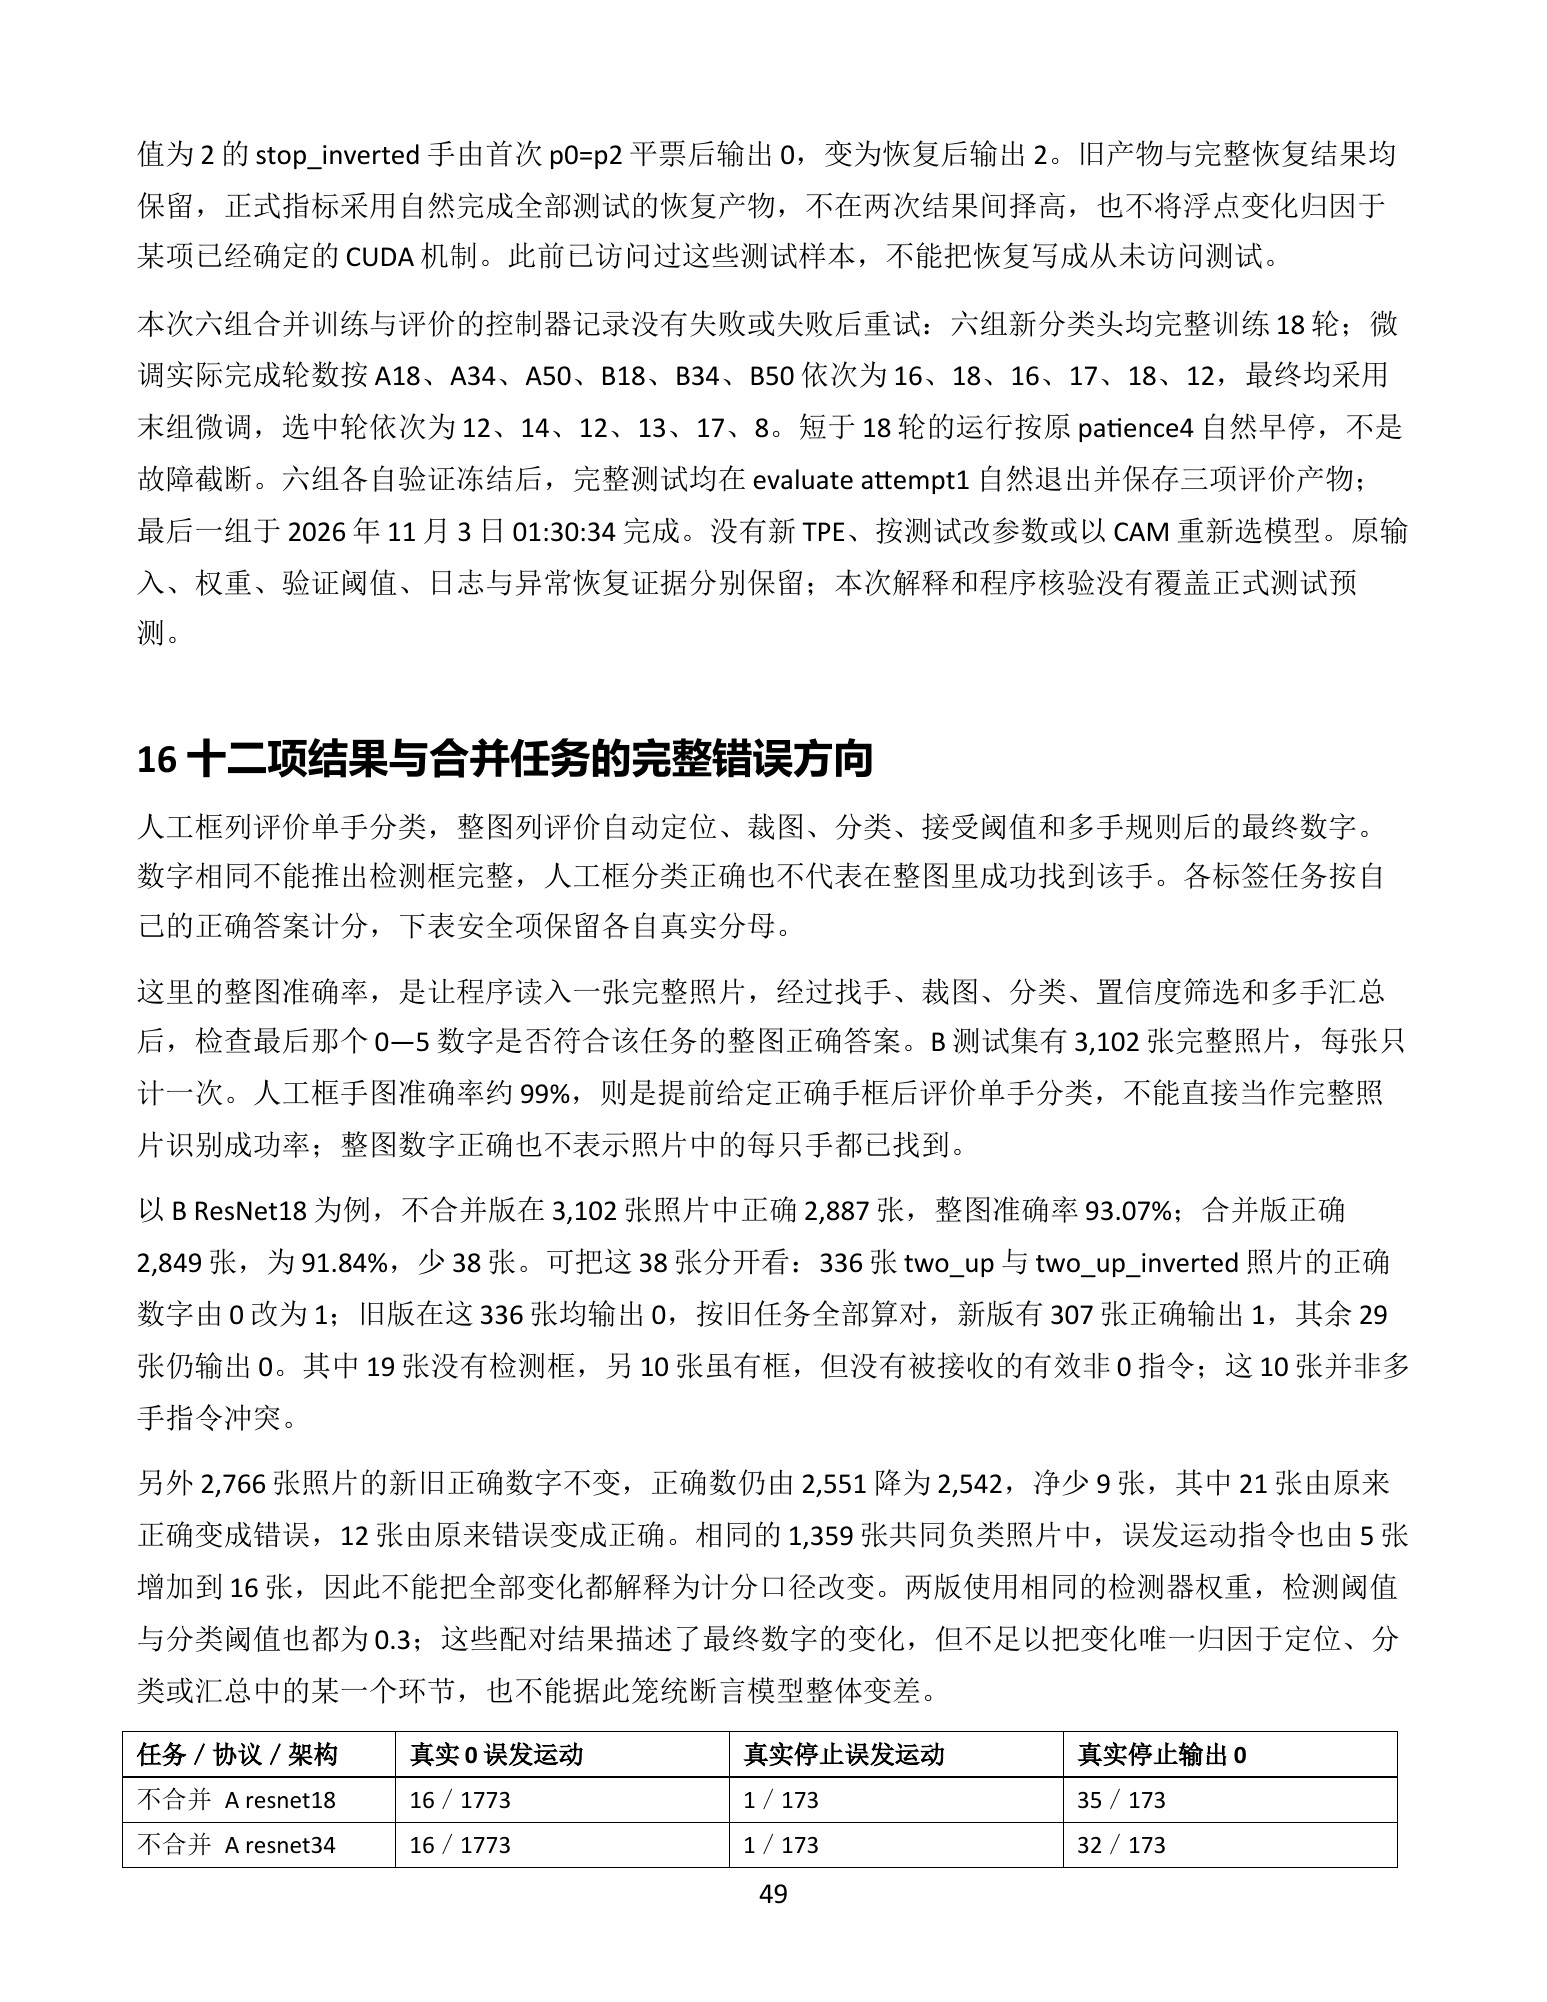 值为 2 的 stop_inverted 手由首次 p0=p2 平票后输出 0，变为恢复后输出 2。旧产物与完整恢复结果均
保留，正式指标采用自然完成全部测试的恢复产物，不在两次结果间择高，也不将浮点变化归因于
某项已经确定的 CUDA 机制。此前已访问过这些测试样本，不能把恢复写成从未访问测试。
本次六组合并训练与评价的控制器记录没有失败或失败后重试：六组新分类头均完整训练 18 轮；微
调实际完成轮数按 A18、A34、A50、B18、B34、B50 依次为 16、18、16、17、18、12，最终均采用
末组微调，选中轮依次为 12、14、12、13、17、8。短于 18 轮的运行按原 patience4 自然早停，不是
故障截断。六组各自验证冻结后，完整测试均在 evaluate attempt1 自然退出并保存三项评价产物；
最后一组于 2026 年 11 月 3 日 01:30:34 完成。没有新 TPE、按测试改参数或以 CAM 重新选模型。原输
入、权重、验证阈值、日志与异常恢复证据分别保留；本次解释和程序核验没有覆盖正式测试预
测。
16 十二项结果与合并任务的完整错误方向
人工框列评价单手分类，整图列评价自动定位、裁图、分类、接受阈值和多手规则后的最终数字。
数字相同不能推出检测框完整，人工框分类正确也不代表在整图里成功找到该手。各标签任务按自
己的正确答案计分，下表安全项保留各自真实分母。
这里的整图准确率，是让程序读入一张完整照片，经过找手、裁图、分类、置信度筛选和多手汇总
后，检查最后那个 0—5 数字是否符合该任务的整图正确答案。B 测试集有 3,102 张完整照片，每张只
计一次。人工框手图准确率约 99%，则是提前给定正确手框后评价单手分类，不能直接当作完整照
片识别成功率；整图数字正确也不表示照片中的每只手都已找到。
以 B ResNet18 为例，不合并版在 3,102 张照片中正确 2,887 张，整图准确率 93.07%；合并版正确
2,849 张，为 91.84%，少 38 张。可把这 38 张分开看：336 张 two_up 与 two_up_inverted 照片的正确
数字由 0 改为 1；旧版在这 336 张均输出 0，按旧任务全部算对，新版有 307 张正确输出 1，其余 29
张仍输出 0。其中 19 张没有检测框，另 10 张虽有框，但没有被接收的有效非 0 指令；这 10 张并非多
手指令冲突。
另外 2,766 张照片的新旧正确数字不变，正确数仍由 2,551 降为 2,542，净少 9 张，其中 21 张由原来
正确变成错误，12 张由原来错误变成正确。相同的 1,359 张共同负类照片中，误发运动指令也由 5 张
增加到 16 张，因此不能把全部变化都解释为计分口径改变。两版使用相同的检测器权重，检测阈值
与分类阈值也都为 0.3；这些配对结果描述了最终数字的变化，但不足以把变化唯一归因于定位、分
类或汇总中的某一个环节，也不能据此笼统断言模型整体变差。
任务 / 协议 / 架构 真实 0 误发运动 真实停止误发运动 真实停止输出 0
不合并 A resnet18 16 / 1773 1 / 173 35 / 173
不合并 A resnet34 16 / 1773 1 / 173 32 / 173
49